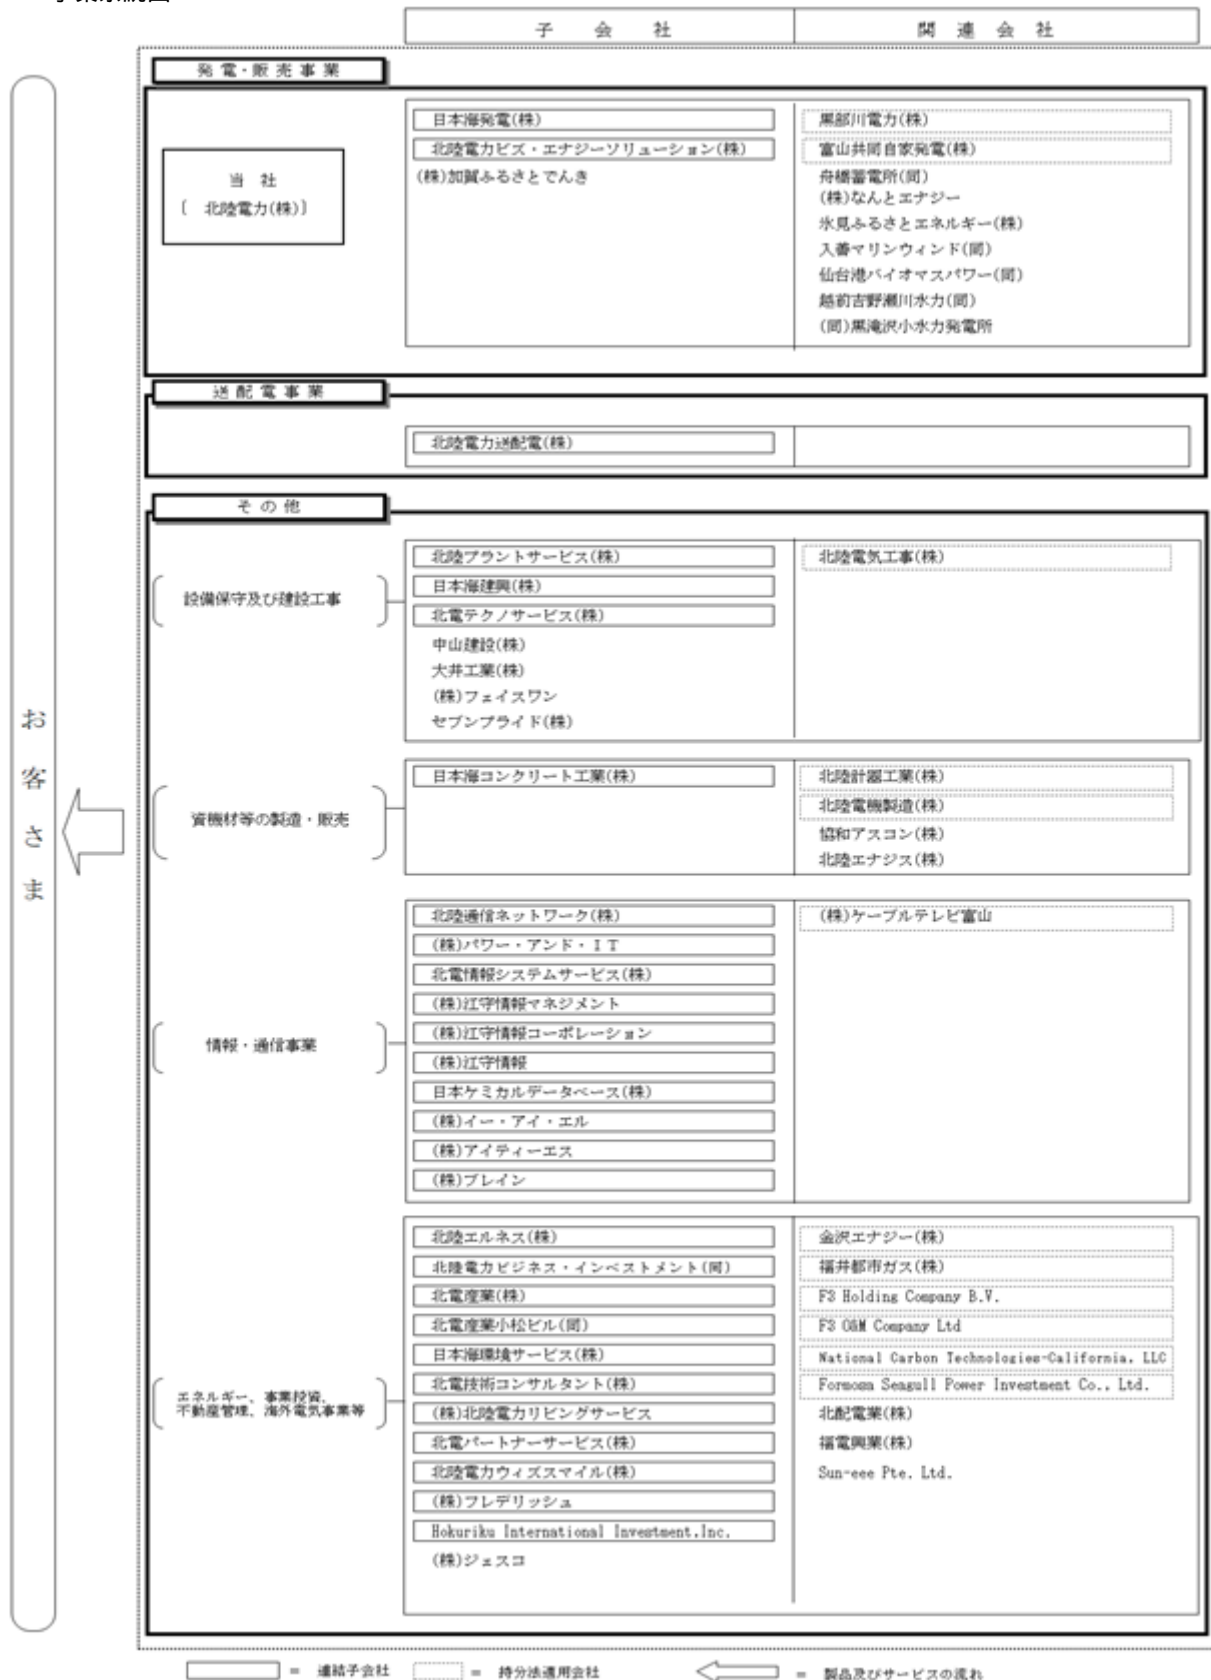 事業系統図
子会社
関連会社
発電・販売事業
当社
〔 北陸電力(株)〕
日本海発電(株)
北陸電力ビズ・エナジーソリューション(株)
(株)加賀ふるさとでんき
黒部川電力(株)
富山共同自家発電(株)
舟橋蓄電所(同)
(株)なんとエナジー
氷見ふるさとエネルギー(株)
入善マリンウィンド(同)
仙台港バイオマスパワー(同)
越前吉野瀬川水力(同)
(同)黒滝沢小水力発電所
送配電事業
北陸電力送配電(株)
その他
設備保守及び建設工事
北陸プラントサービス(株)
日本海建興(株)
北電テクノサービス(株)
中山建設(株)
大井工業(株)
(株)フェイスワン
セブンプライド(株)
北陸電気工事(株)
資機材等の製造・販売
日本海コンクリート工業(株)
北陸計器工業(株)
北陸電機製造(株)
協和アスコン(株)
北陸エナジス(株)
情報・通信事業
北陸通信ネットワーク(株)
(株)パワー・アンド・IT
北電情報システムサービス(株)
(株)江守情報マネジメント
(株)江守情報コーポレーション
(株)江守情報
日本ケミカルデータベース(株)
(株)イー・アイ・エル
(株)アイティーエス
(株)ブレイン
(株)ケーブルテレビ富山
エネルギー、事業投資、
不動産管理、海外電気事業等
北陸エルネス(株)
北陸電力ビジネス・インベストメント(同)
北電産業(株)
北電産業小松ビル(同)
日本海環境サービス(株)
北電技術コンサルタント(株)
(株)北陸電力リビングサービス
北電パートナーサービス(株)
北陸電力ウィズスマイル(株)
(株)フレデリッシュ
Hokuriku International Investment,Inc.
(株)ジェスコ
金沢エナジー(株)
福井都市ガス(株)
F3 Holding Company B.V.
F3 O&M Company Ltd
National Carbon Technologies-California, LLC
Formosa Seagull Power Investment Co., Ltd.
北配電業(株)
福電興業(株)
Sun-eee Pte. Ltd.
お客さま
= 連結子会社
= 持分法適用会社
= 製品及びサービスの流れ